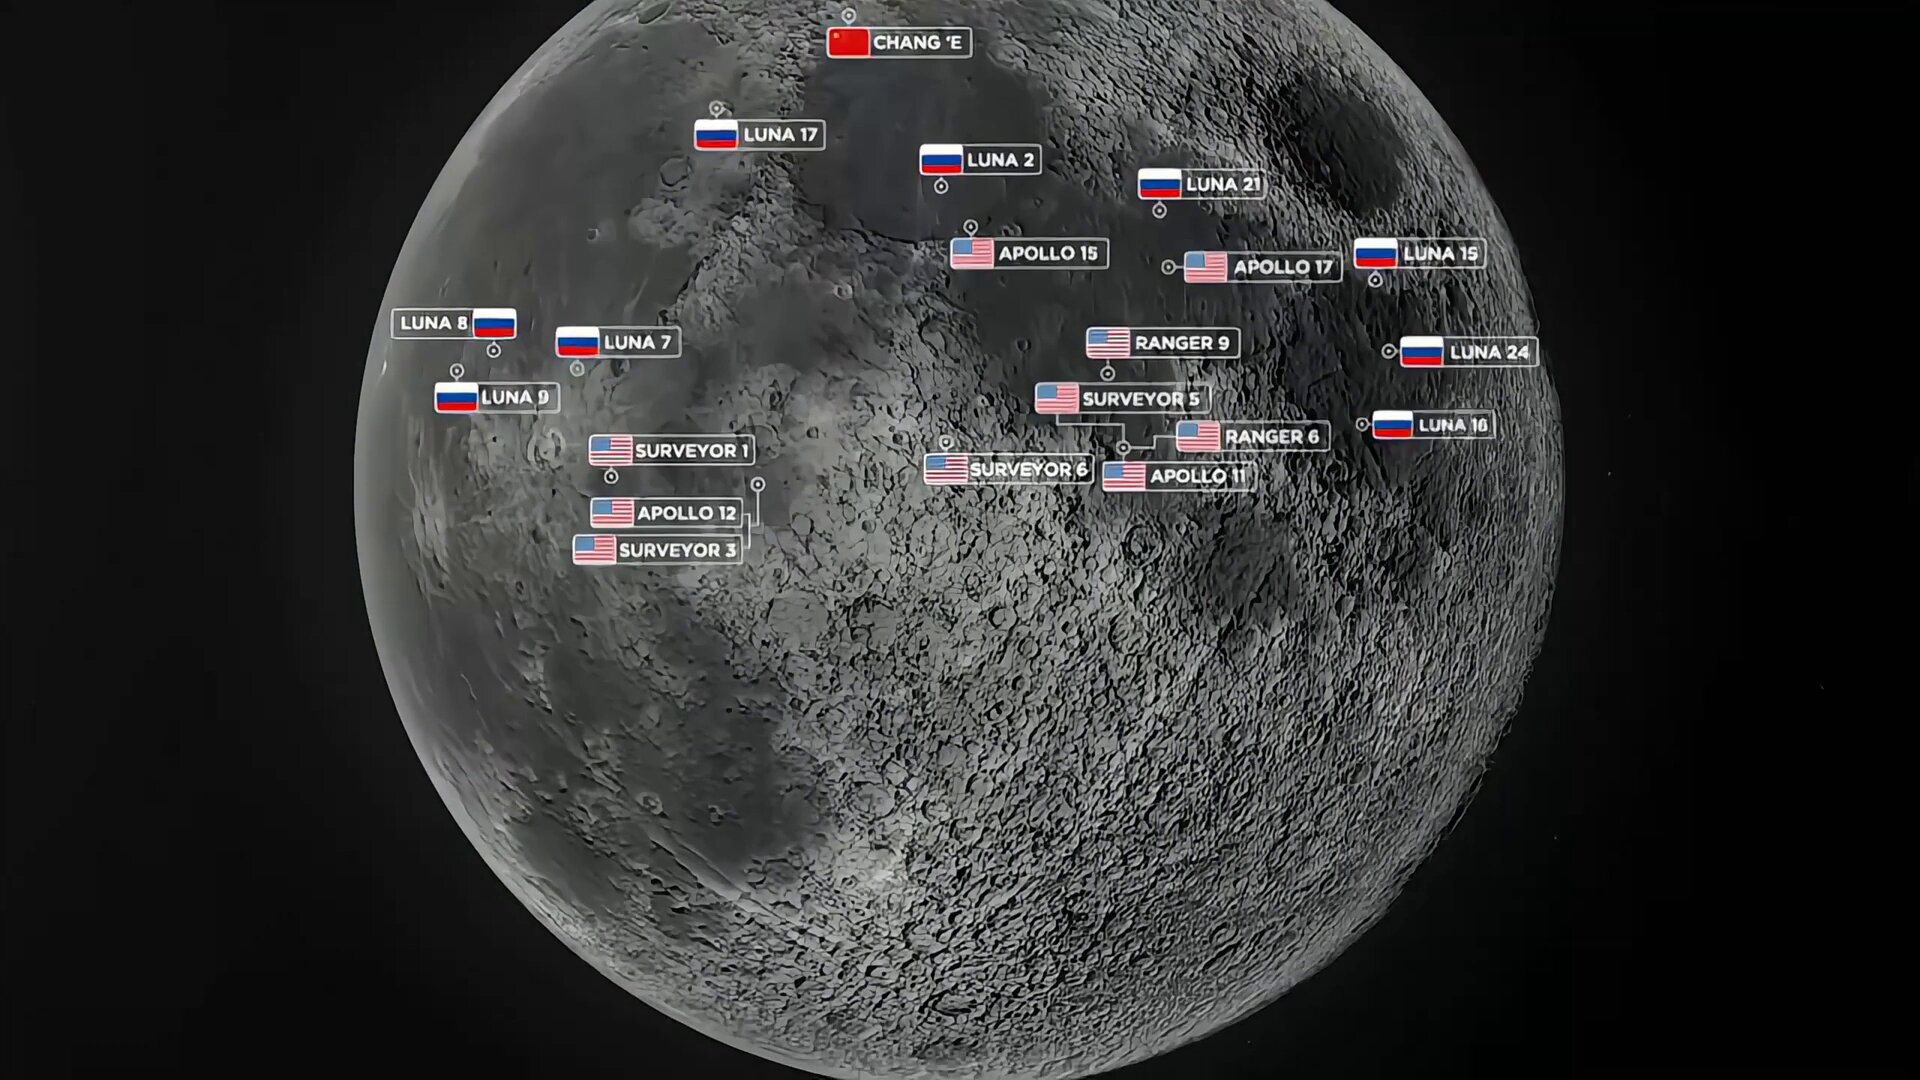 CHANG 'E
LUNA 17
LUNA 2
LUNA 21
APOLLO 15
APOLLO 17
LUNA 15
LUNA 8
LUNA 7
RANGER 9
LUNA 24
LUNA 9
SURVEYOR 5
LUNA 16
RANGER 6
SURVEYOR 1
SURVEYOR 6
APOLLO 11
APOLLO 12
SURVEYOR 3